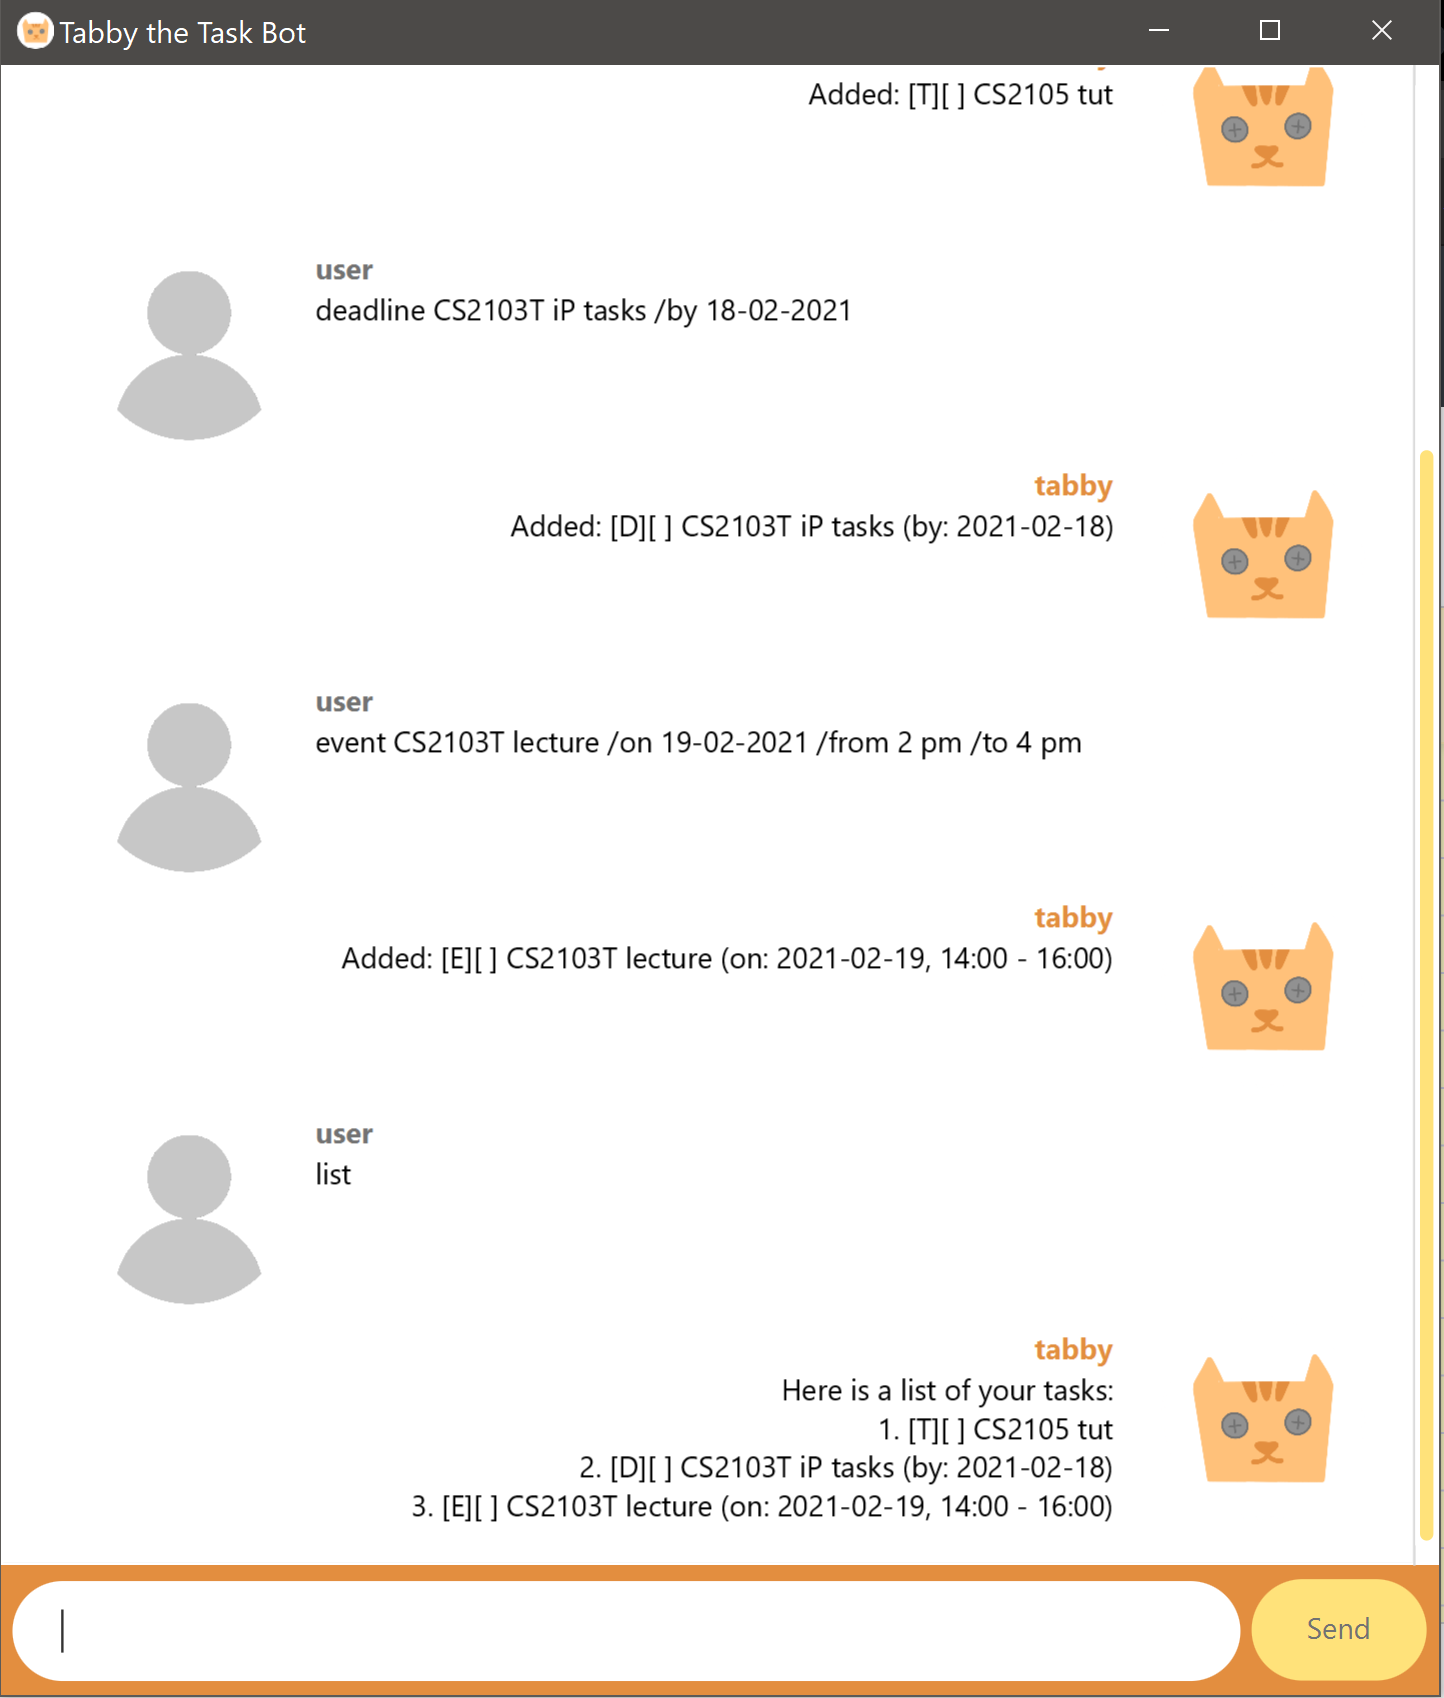 Tabby the Task Bot
Added: [T][ ] CS2105 tut
user
deadline CS2103T iP tasks /by 18-02-2021
tabby
Added: [D][ ] CS2103T iP tasks (by: 2021-02-18)
user
event CS2103T lecture /on 19-02-2021 /from 2 pm /to 4 pm
tabby
Added: [E][ ] CS2103T lecture (on: 2021-02-19, 14:00 - 16:00)
user
list
tabby
Here is a list of your tasks:
1. [T][ ] CS2105 tut
2. [D][ ] CS2103T iP tasks (by: 2021-02-18)
3. [E][ ] CS2103T lecture (on: 2021-02-19, 14:00 - 16:00)
Send